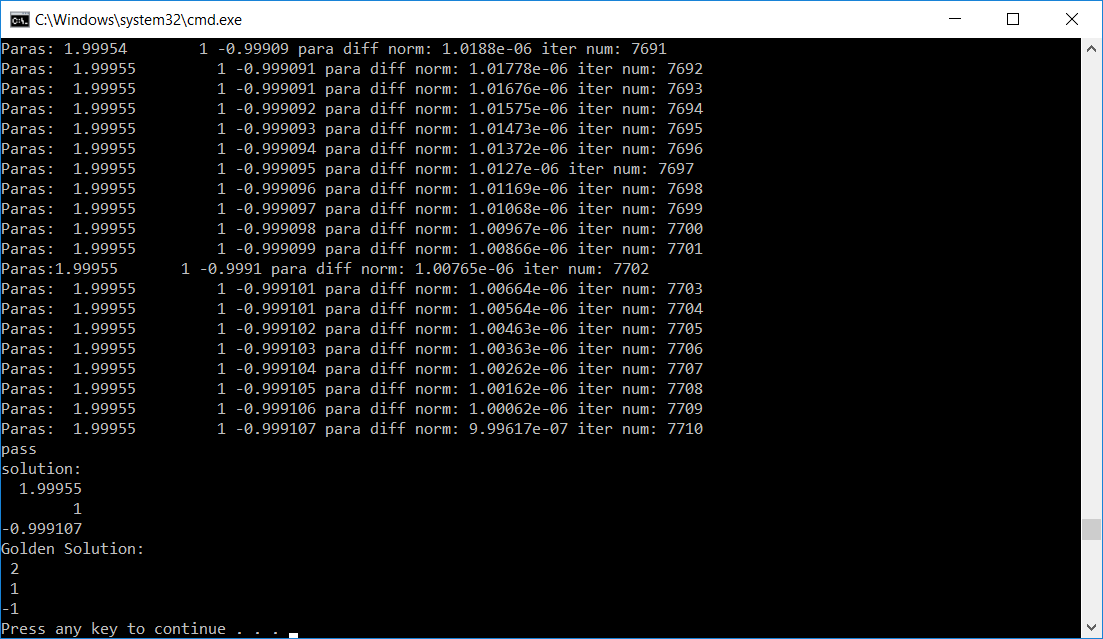 C:\Windows\system32\cmd.exe
Paras: 1.99954        1 -0.99909 para diff norm: 1.0188e-06 iter num: 7691
Paras:  1.99955         1 -0.999091 para diff norm: 1.01778e-06 iter num: 7692
Paras:  1.99955         1 -0.999091 para diff norm: 1.01676e-06 iter num: 7693
Paras:  1.99955         1 -0.999092 para diff norm: 1.01575e-06 iter num: 7694
Paras:  1.99955         1 -0.999093 para diff norm: 1.01473e-06 iter num: 7695
Paras:  1.99955         1 -0.999094 para diff norm: 1.01372e-06 iter num: 7696
Paras:  1.99955         1 -0.999095 para diff norm: 1.0127e-06 iter num: 7697
Paras:  1.99955         1 -0.999096 para diff norm: 1.01169e-06 iter num: 7698
Paras:  1.99955         1 -0.999097 para diff norm: 1.01068e-06 iter num: 7699
Paras:  1.99955         1 -0.999098 para diff norm: 1.00967e-06 iter num: 7700
Paras:  1.99955         1 -0.999099 para diff norm: 1.00866e-06 iter num: 7701
Paras:1.99955       1 -0.9991 para diff norm: 1.00765e-06 iter num: 7702
Paras:  1.99955         1 -0.999101 para diff norm: 1.00664e-06 iter num: 7703
Paras:  1.99955         1 -0.999101 para diff norm: 1.00564e-06 iter num: 7704
Paras:  1.99955         1 -0.999102 para diff norm: 1.00463e-06 iter num: 7705
Paras:  1.99955         1 -0.999103 para diff norm: 1.00363e-06 iter num: 7706
Paras:  1.99955         1 -0.999104 para diff norm: 1.00262e-06 iter num: 7707
Paras:  1.99955         1 -0.999105 para diff norm: 1.00162e-06 iter num: 7708
Paras:  1.99955         1 -0.999106 para diff norm: 1.00062e-06 iter num: 7709
Paras:  1.99955         1 -0.999107 para diff norm: 9.99617e-07 iter num: 7710
pass
solution:
  1.99955
        1
-0.999107
Golden Solution:
 2
 1
-1
Press any key to continue . . .